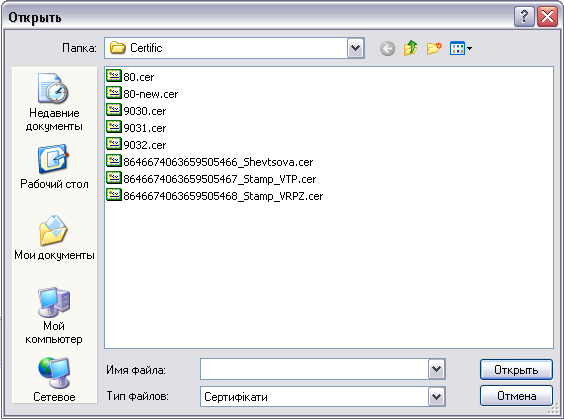 Открыть
Папка: Certific
80.cer
80-new.cer
9030.cer
9031.cer
9032.cer
8646674063659505466_Shevtsova.cer
8646674063659505467_Stamp_VTP.cer
8646674063659505468_Stamp_VRPZ.cer
Недавние
документы
Рабочий стол
Мои документы
Мой
компьютер
Сетевое
Имя файла:
Открыть
Тип файлов: Сертифікати
Отмена